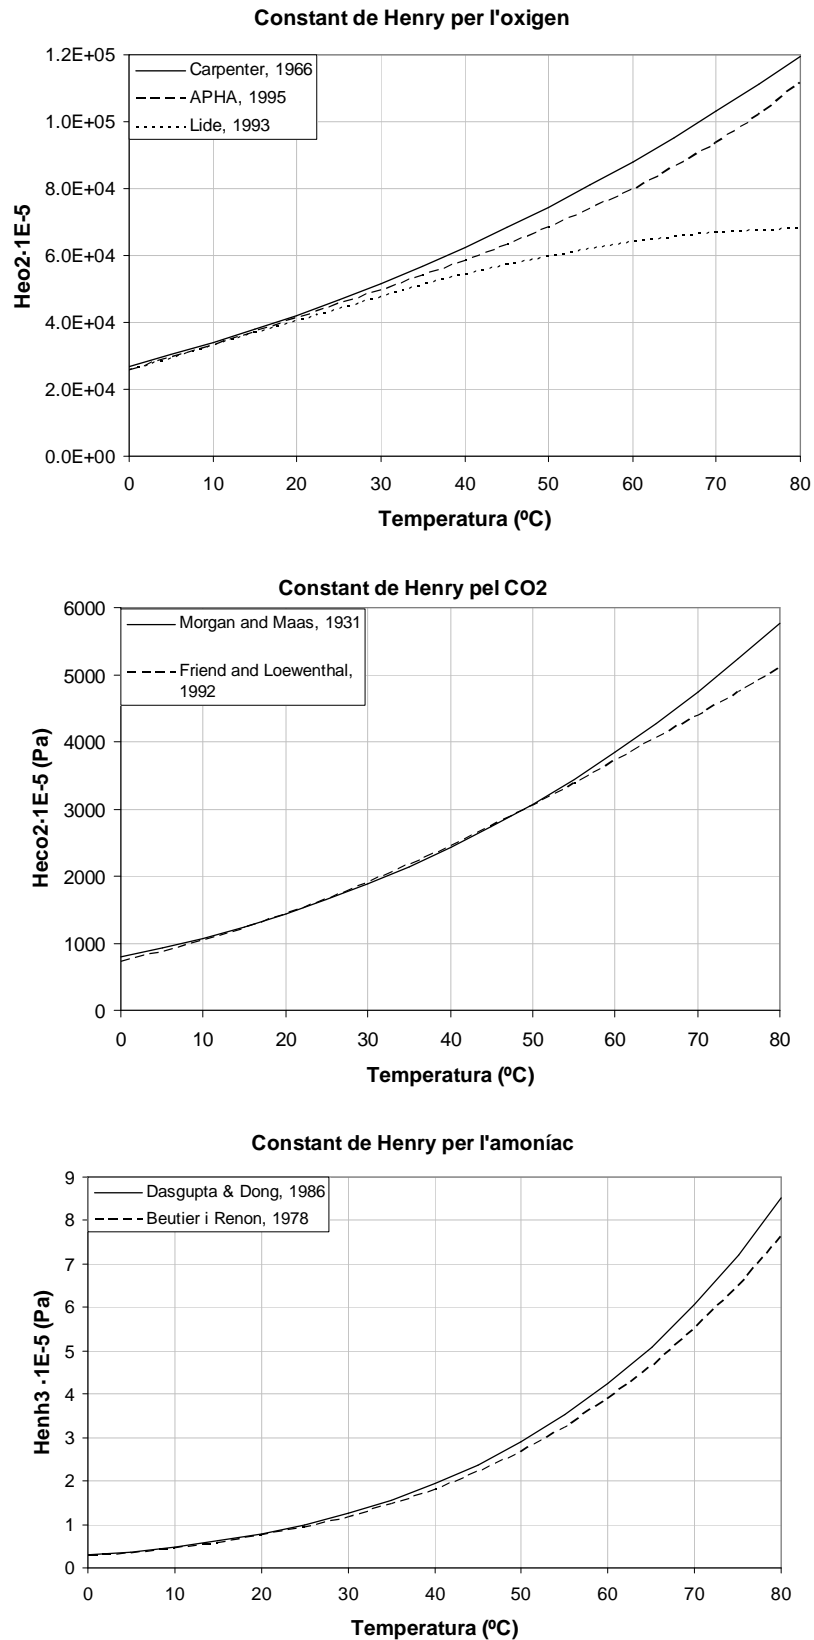 Constant de Henry per l'oxigen
1.2E+05
1.0E+05
8.0E+04
6.0E+04
4.0E+04
2.0E+04
0.0E+00
Carpenter, 1966
APHA, 1995
Lide, 1993
Heo2·1E-5
0 10 20 30 40 50 60 70 80
Temperatura (ºC)
Constant de Henry pel CO2
6000
5000
4000
3000
2000
1000
0
Morgan and Maas, 1931
Friend and Loewenthal,
1992
Heco2·1E-5 (Pa)
0 10 20 30 40 50 60 70 80
Temperatura (ºC)
Constant de Henry per l'amoníac
9
8
7
6
5
4
3
2
1
0
Dasgupta & Dong, 1986
Beutier i Renon, 1978
Henh3 ·1E-5 (Pa)
0 10 20 30 40 50 60 70 80
Temperatura (ºC)